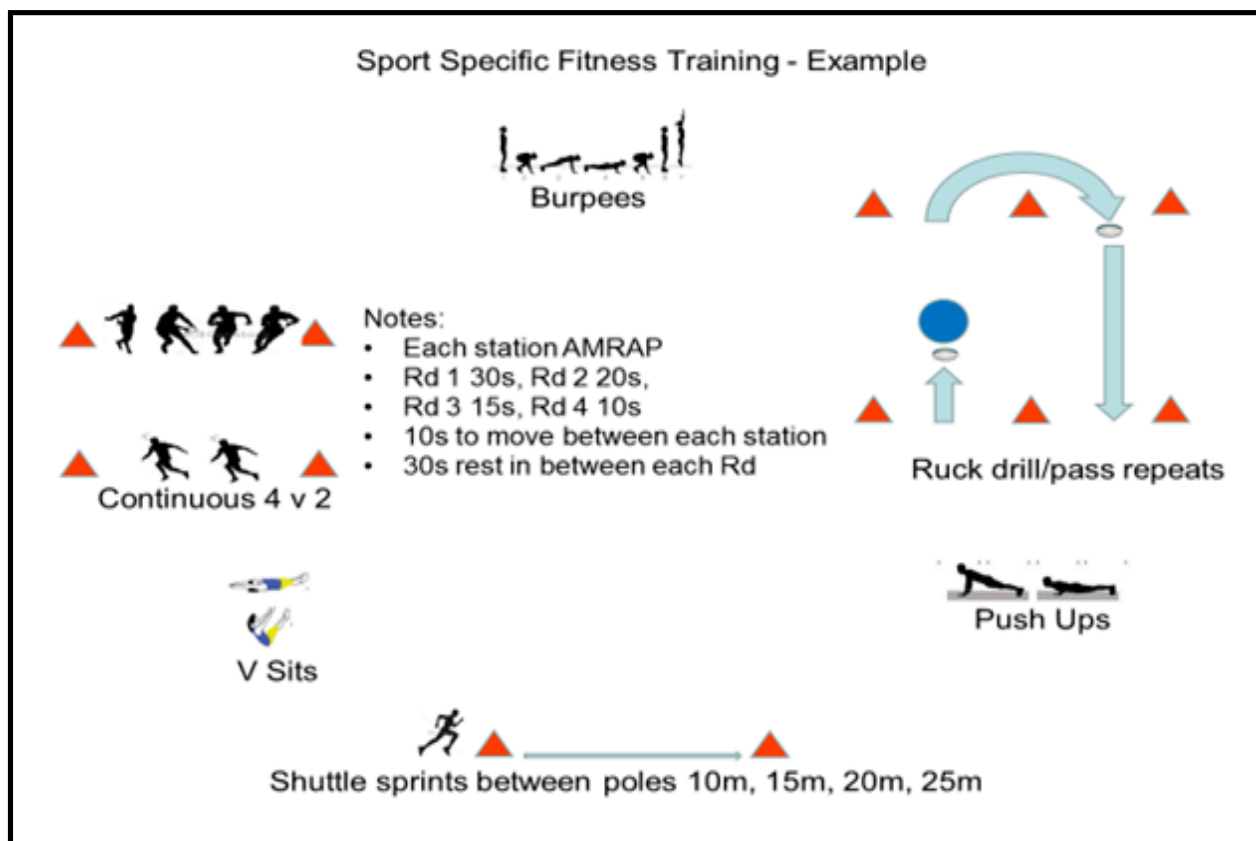 Sport Specific Fitness Training - Example
Burpees
Notes:
• Each station AMRAP
• Rd 1 30s, Rd 2 20s,
• Rd 3 15s, Rd 4 10s
• 10s to move between each station
• 30s rest in between each Rd
Continuous 4 v 2
Ruck drill/pass repeats
V Sits
Push Ups
Shuttle sprints between poles 10m, 15m, 20m, 25m